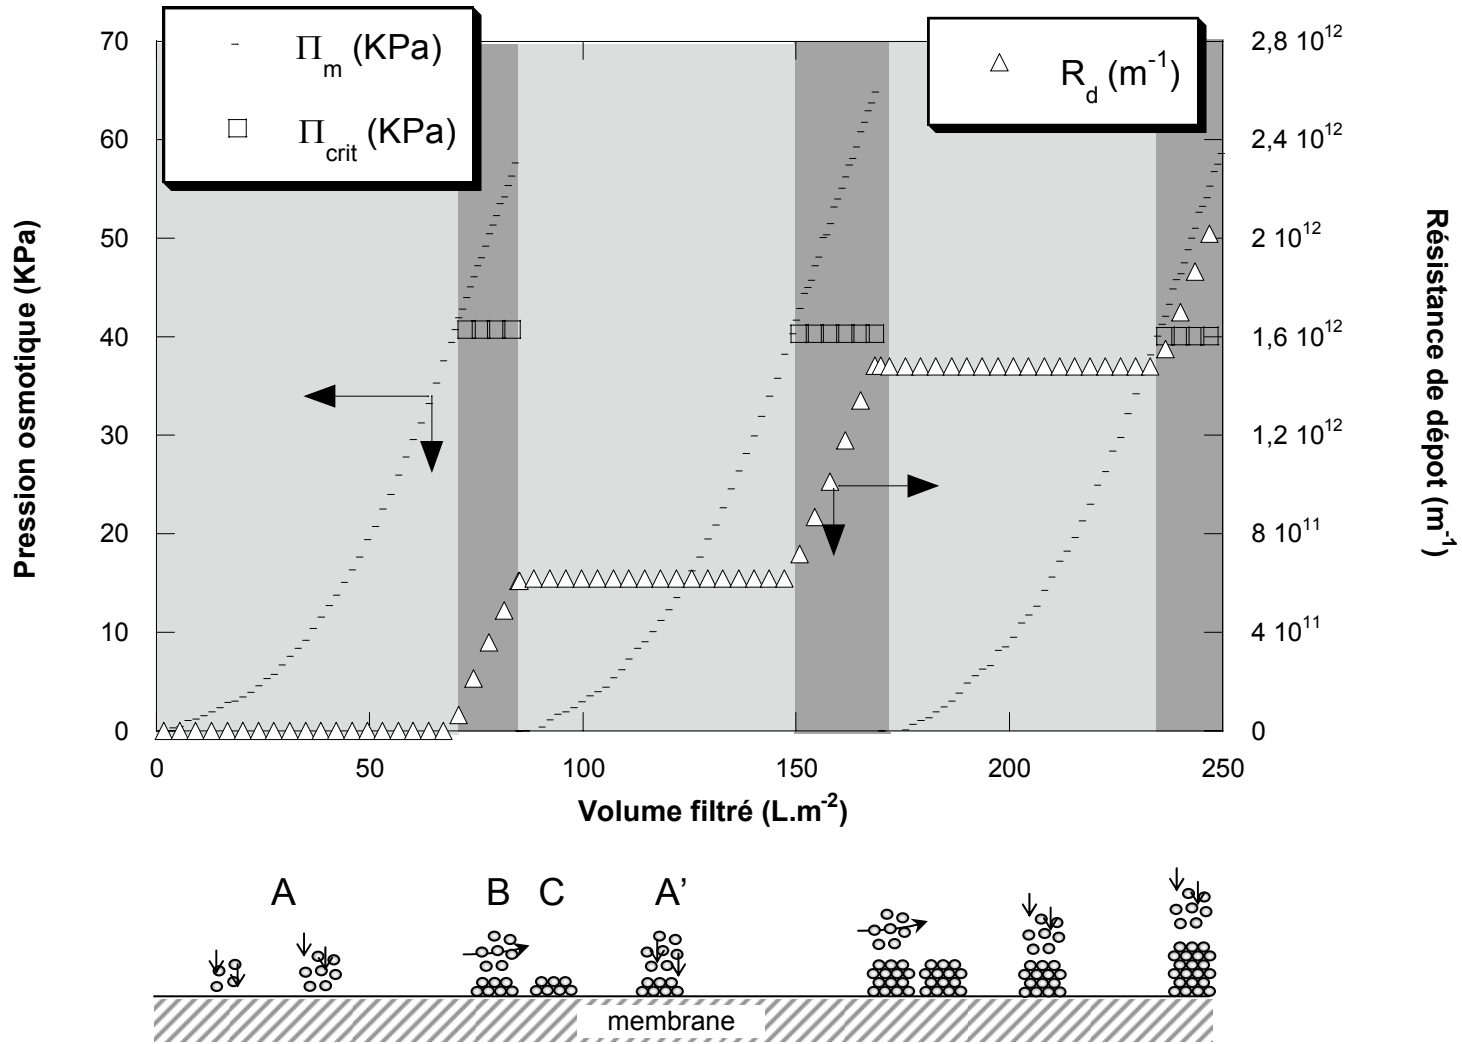 Π_m (KPa)
Π_crit (KPa)
R_d (m^-1)
Pression osmotique (KPa)
70
60
50
40
30
20
10
0
2,8 10^12
2,4 10^12
2 10^12
1,6 10^12
1,2 10^12
8 10^11
4 10^11
0
Résistance de dépot (m^-1)
0 50 100 150 200 250
Volume filtré (L.m^-2)
A B C A’
membrane